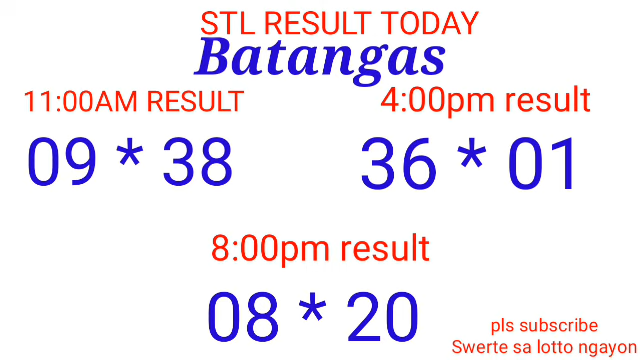 STL RESULT TODAY
Batangas
11:00AM RESULT
09 * 38
4:00pm result
36 * 01
8:00pm result
08 * 20
pls subscribe
Swerte sa lotto ngayon